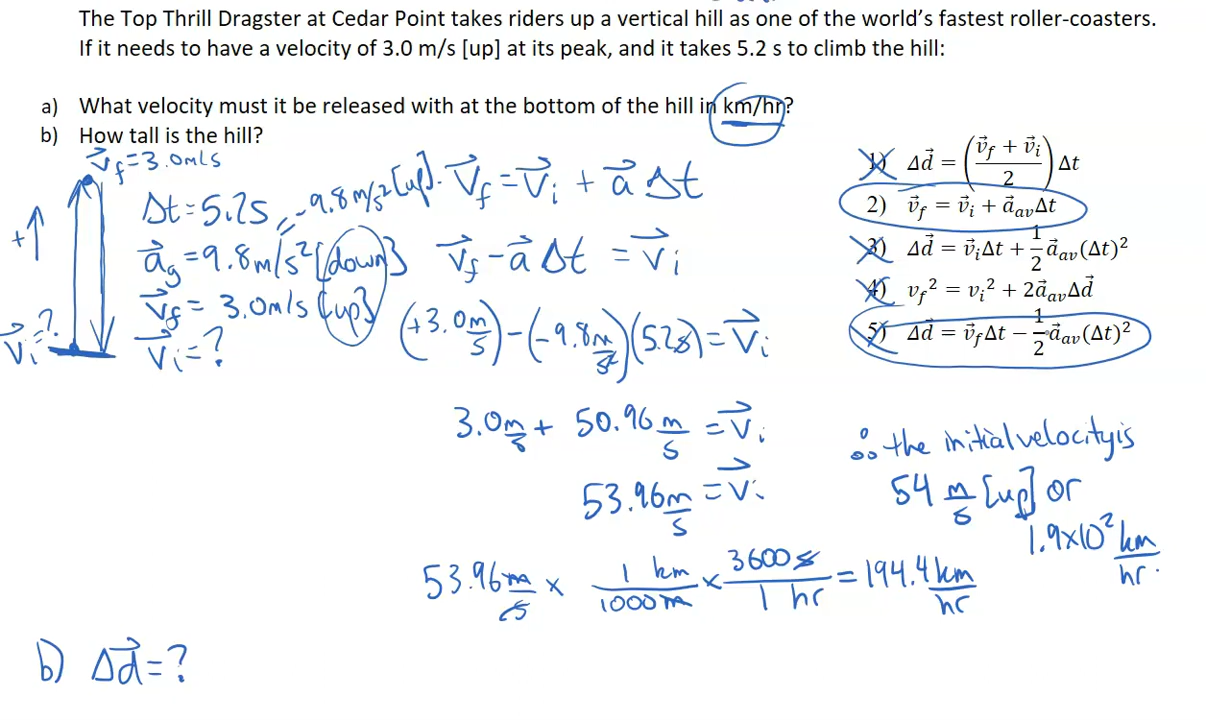 The Top Thrill Dragster at Cedar Point takes riders up a vertical hill as one of the world's fastest roller-coasters.
If it needs to have a velocity of 3.0 m/s [up] at its peak, and it takes 5.2 s to climb the hill:
a) What velocity must it be released with at the bottom of the hill in km/hr?
b) How tall is the hill?
v⃗f = 3.0m/s
+↑
v⃗i = ?
Δt = 5.2s
= -9.8 m/s² [up].
a⃗g = 9.8m/s² [down]
v⃗f = 3.0m/s [up]
v⃗i = ?
v⃗f = v⃗i + a⃗ Δt
v⃗f - a⃗ Δt = v⃗i
(+3.0 m/s) - (-9.8 m/s²)(5.2s) = v⃗i
3.0 m/s + 50.96 m/s = v⃗i
53.96 m/s = v⃗i
53.96 m/s × 1 km/1000 m × 3600 s/1 hr = 194.4 km/hr
1) Δd⃗ = ((v⃗f + v⃗i)/2) Δt
2) v⃗f = v⃗i + a⃗avΔt
3) Δd⃗ = v⃗iΔt + 1/2 a⃗av(Δt)²
4) vf² = vi² + 2a⃗avΔd⃗
5) Δd⃗ = v⃗fΔt − 1/2 a⃗av(Δt)²
∴ the initial velocity is
54 m/s [up] or
1.9×10² km/hr.
b) Δd⃗ = ?